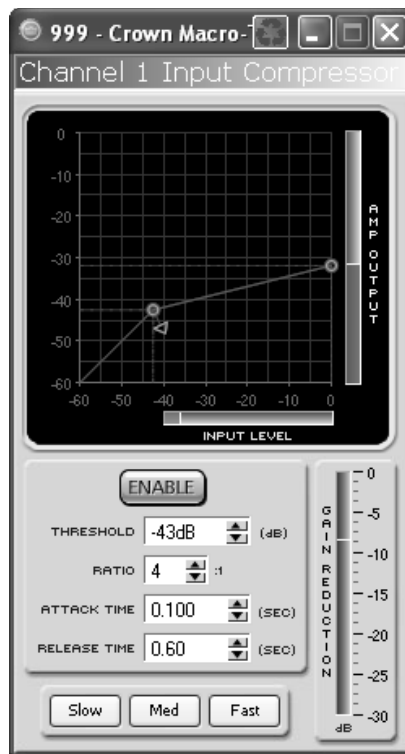 999 - Crown Macro-
Channel 1 Input Compressor
0
-10
-20
-30
-40
-50
-60
-60 -50 -40 -30 -20 -10 0
AMP OUTPUT
INPUT LEVEL
ENABLE
THRESHOLD -43dB (dB)
RATIO 4 :1
ATTACK TIME 0.100 (SEC)
RELEASE TIME 0.60 (SEC)
Slow Med Fast
GAIN REDUCTION
0
-5
-10
-15
-20
-25
-30
dB